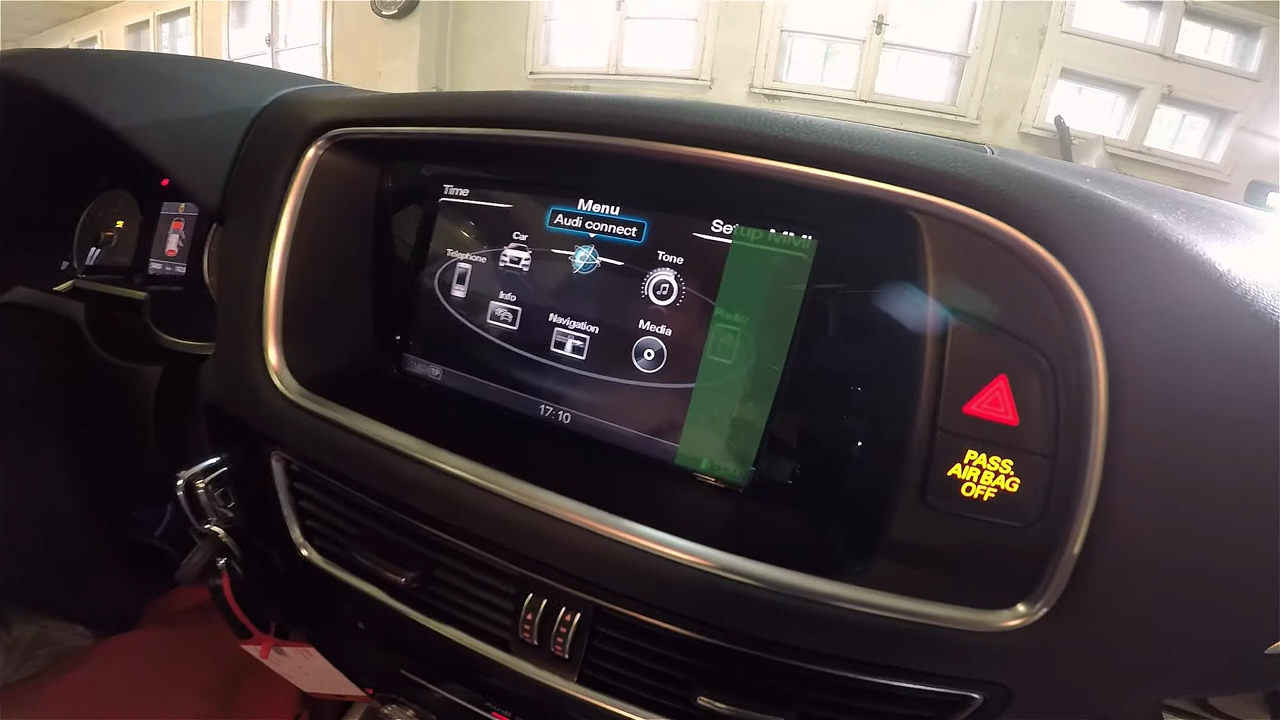 Time
Menu
Audi connect
Setup MMI
Car
Telephone
Tone
Info
Navigation
Media
Radio
TMC TP
17:10
PASS.
AIR BAG
OFF